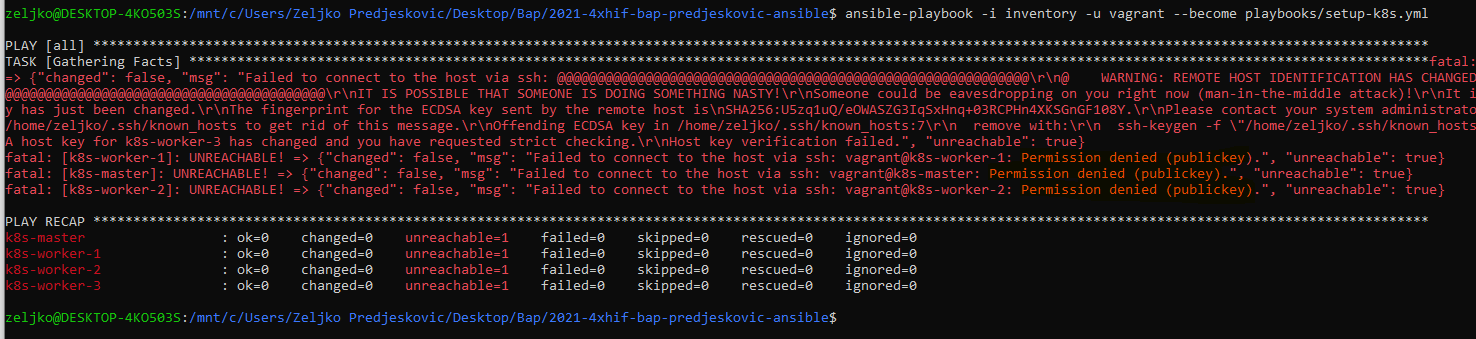 zeljko@DESKTOP-4KO503S:/mnt/c/Users/Zeljko Predjeskovic/Desktop/Bap/2021-4xhif-bap-predjeskovic-ansible$ ansible-playbook -i inventory -u vagrant --become playbooks/setup-k8s.yml
PLAY [all] ****************************************************************************************************************************************************************
TASK [Gathering Facts] ****************************************************************************************************************************************fatal:
=> {"changed": false, "msg": "Failed to connect to the host via ssh: @@@@@@@@@@@@@@@@@@@@@@@@@@@@@@@@@@@@@@@@@@@@@@@@@@@@@@@@@@@\r\n@    WARNING: REMOTE HOST IDENTIFICATION HAS CHANGED
@@@@@@@@@@@@@@@@@@@@@@@@@@@@@@@@@@@@@@@@\r\nIT IS POSSIBLE THAT SOMEONE IS DOING SOMETHING NASTY!\r\nSomeone could be eavesdropping on you right now (man-in-the-middle attack)!\r\nIt i
y has just been changed.\r\nThe fingerprint for the ECDSA key sent by the remote host is\nSHA256:U5zq1uQ/eOWASZG3IqSxHnq+03RCPHn4XKSGnGF108Y.\r\nPlease contact your system administrato
/home/zeljko/.ssh/known_hosts to get rid of this message.\r\nOffending ECDSA key in /home/zeljko/.ssh/known_hosts:7\r\n  remove with:\r\n  ssh-keygen -f \"/home/zeljko/.ssh/known_hosts
A host key for k8s-worker-3 has changed and you have requested strict checking.\r\nHost key verification failed.", "unreachable": true}
fatal: [k8s-worker-1]: UNREACHABLE! => {"changed": false, "msg": "Failed to connect to the host via ssh: vagrant@k8s-worker-1: Permission denied (publickey).", "unreachable": true}
fatal: [k8s-master]: UNREACHABLE! => {"changed": false, "msg": "Failed to connect to the host via ssh: vagrant@k8s-master: Permission denied (publickey).", "unreachable": true}
fatal: [k8s-worker-2]: UNREACHABLE! => {"changed": false, "msg": "Failed to connect to the host via ssh: vagrant@k8s-worker-2: Permission denied (publickey).", "unreachable": true}
PLAY RECAP ****************************************************************************************************************************************************************
k8s-master                 : ok=0    changed=0    unreachable=1    failed=0    skipped=0    rescued=0    ignored=0
k8s-worker-1               : ok=0    changed=0    unreachable=1    failed=0    skipped=0    rescued=0    ignored=0
k8s-worker-2               : ok=0    changed=0    unreachable=1    failed=0    skipped=0    rescued=0    ignored=0
k8s-worker-3               : ok=0    changed=0    unreachable=1    failed=0    skipped=0    rescued=0    ignored=0
zeljko@DESKTOP-4KO503S:/mnt/c/Users/Zeljko Predjeskovic/Desktop/Bap/2021-4xhif-bap-predjeskovic-ansible$